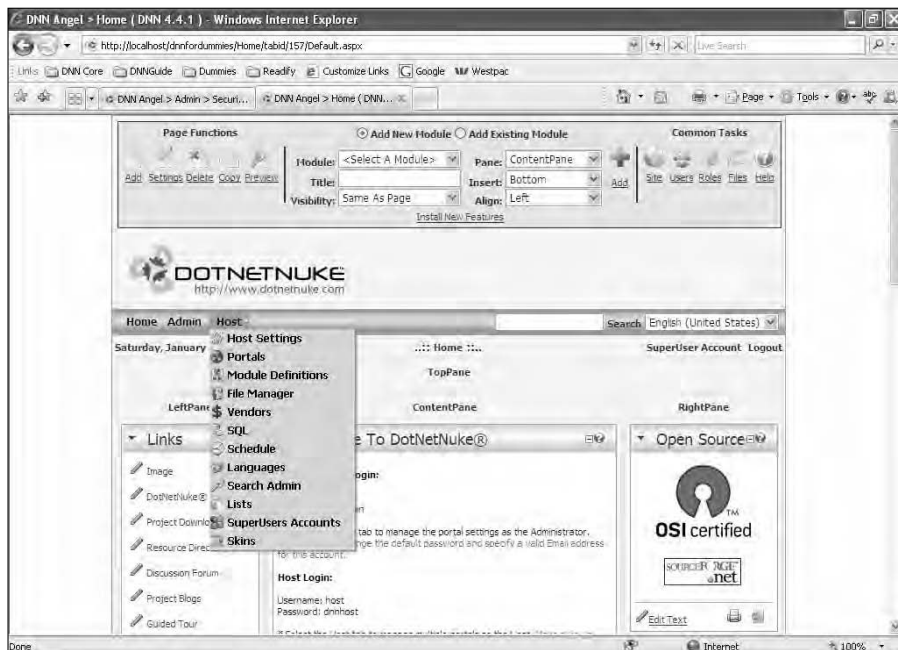 DNN Angel > Home ( DNN 4.4.1 ) - Windows Internet Explorer
http://localhost/dnnfordummies/Home/tabid/157/Default.aspx
Live Search
Links DNN Core DNNGuide Dummies Readify Customize Links Google Westpac
DNN Angel > Admin > Securi... DNN Angel > Home ( DNN... Page Tools
Page Functions Add New Module Add Existing Module Common Tasks
Module: <Select A Module> Pane: ContentPane
Add Settings Delete Copy Preview Title: Insert: Bottom Add Site Users Roles Files Help
Visibility: Same As Page Align: Left
Install New Features
DOTNETNUKE
http://www.dotnetnuke.com
Home Admin Host Search English (United States)
Host Settings
Saturday, January ..:: Home ::.. SuperUser Account Logout
Portals
TopPane
Module Definitions
File Manager
LeftPane ContentPane RightPane
Vendors
SQL
Links e To DotNetNuke® Open Source
Schedule
Languages
Image ogin:
Search Admin
DotNetNuke®
Lists
Project Downlo
SuperUsers Accounts
tab to manage the portal settings as the Administrator.
OSI certified
TM
Skins
Resource Direc nge the default password and specify a valid Email address
for this account.
Discussion Forum Host Login:
SOURCEFORGE .net
Project Blogs Username: host
Password: dnnhost
Guided Tour Edit Text
Done Internet 100%